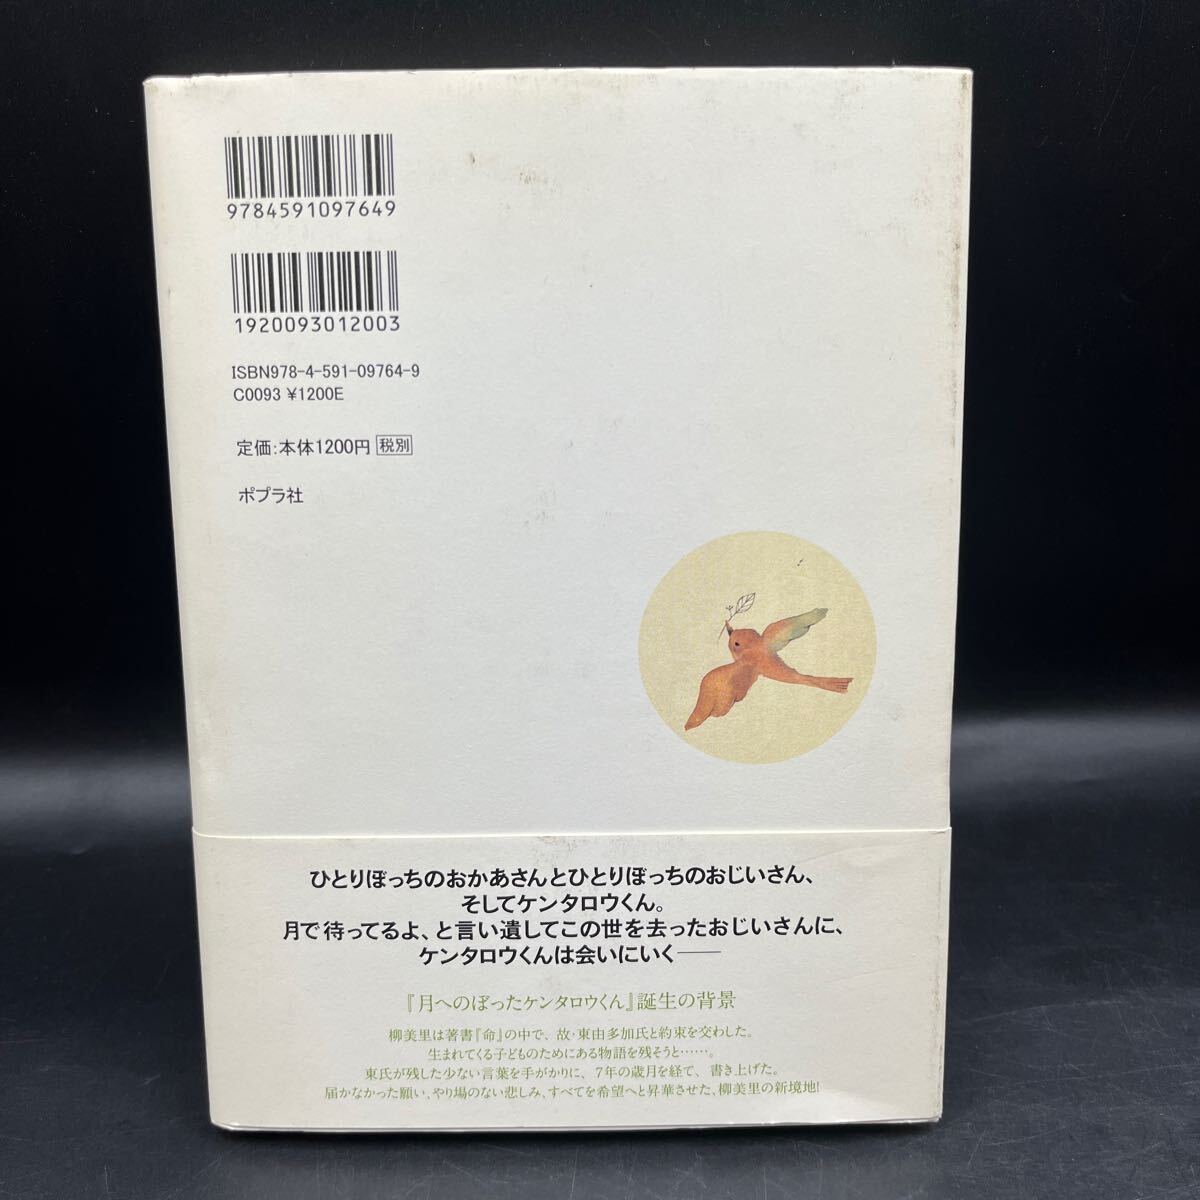 9784591097649
1920093012003
ISBN978-4-591-09764-9
C0093 ¥1200E
定価:本体1200円 税別
ポプラ社
ひとりぼっちのおかあさんとひとりぼっちのおじいさん、
そしてケンタロウくん。
月で待ってるよ、と言い遺してこの世を去ったおじいさんに、
ケンタロウくんは会いにいく――
『月へのぼったケンタロウくん』誕生の背景
柳美里は著書『命』の中で、故・東由多加氏と約束を交わした。
生まれてくる子どものためにある物語を残そうと……。
東氏が残した少ない言葉を手がかりに、7年の歳月を経て、書き上げた。
届かなかった願い、やり場のない悲しみ、すべてを希望へと昇華させた、柳美里の新境地!